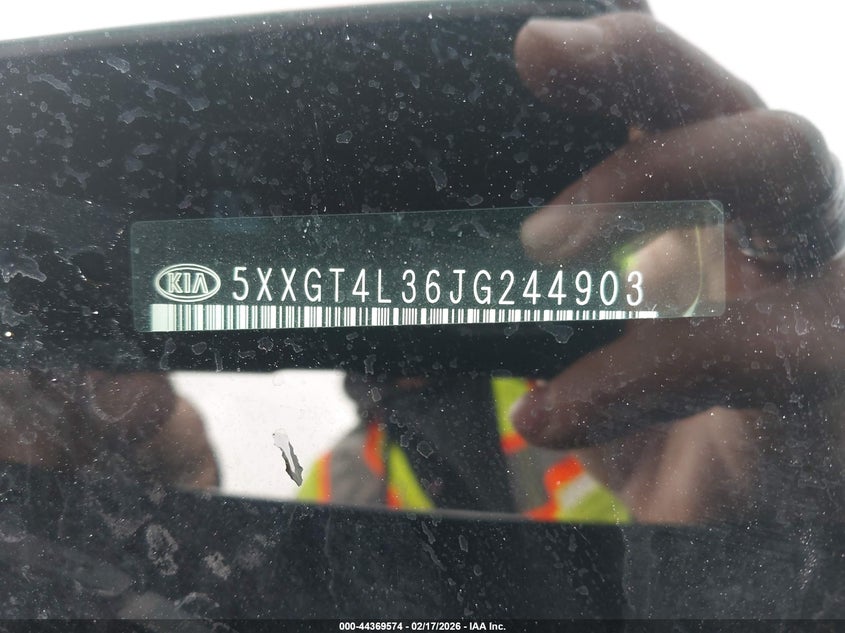 KIA 5XXGT4L36JG244903
000-44369574 - 02/17/2026 - IAA Inc.